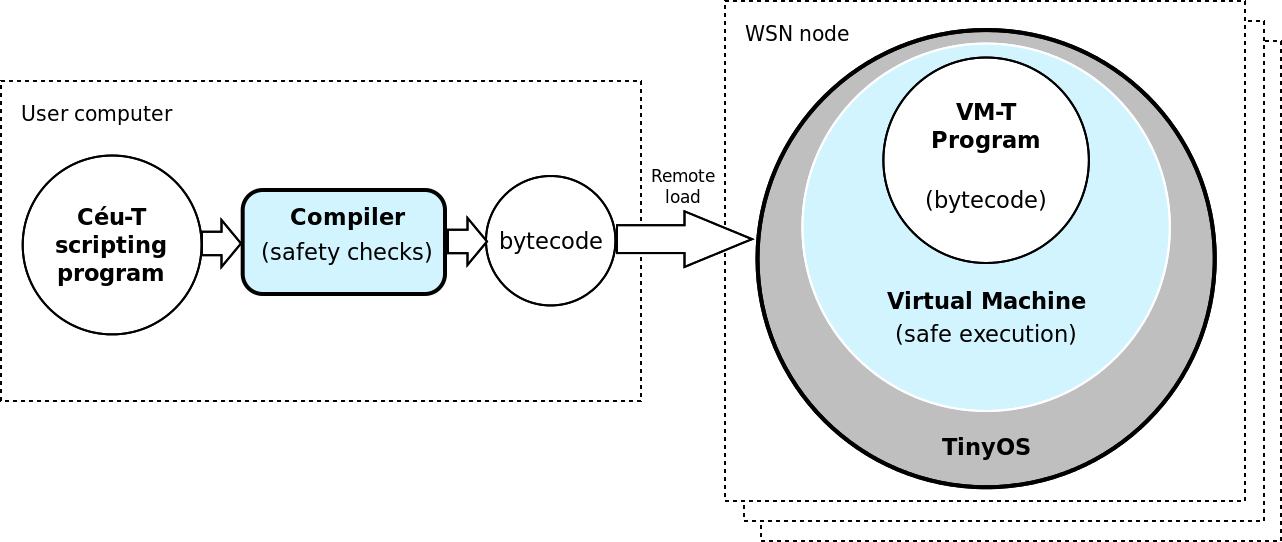 User computer
Céu-T
scripting
program
Compiler
(safety checks)
bytecode
Remote
load
WSN node
VM-T
Program
(bytecode)
Virtual Machine
(safe execution)
TinyOS